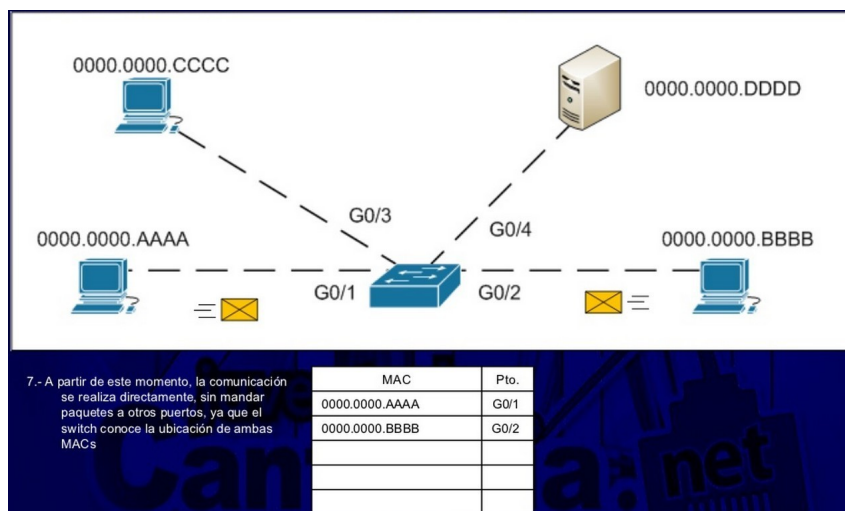 0000.0000.CCCC
0000.0000.DDDD
G0/3
G0/4
0000.0000.AAAA
0000.0000.BBBB
G0/1
G0/2
7.- A partir de este momento, la comunicación
se realiza directamente, sin mandar
paquetes a otros puertos, ya que el
switch conoce la ubicación de ambas
MACs
MAC Pto.
0000.0000.AAAA G0/1
0000.0000.BBBB G0/2
net